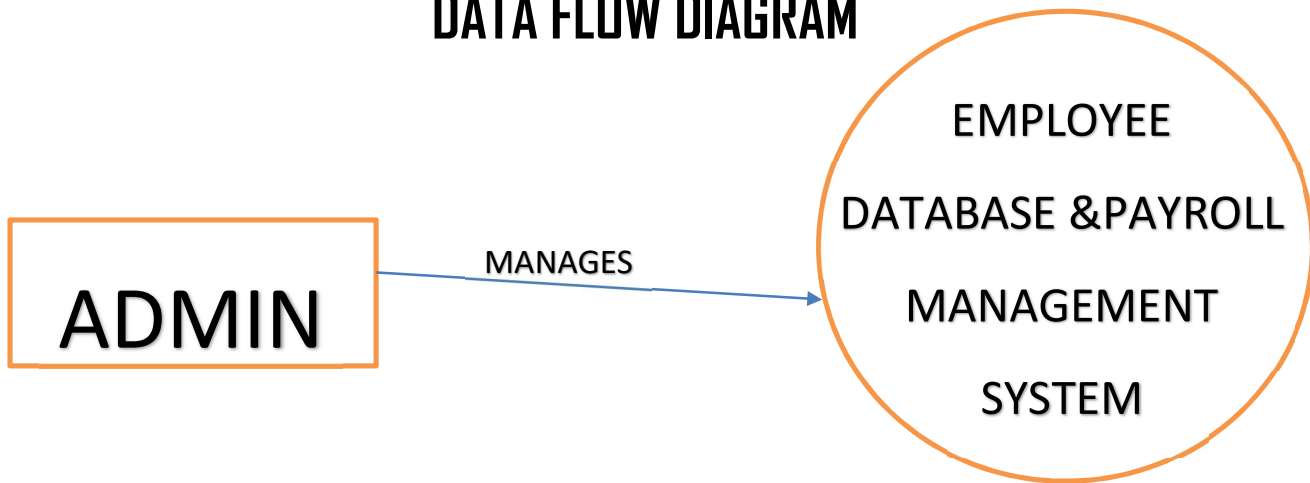 DATA FLOW DIAGRAM
EMPLOYEE
DATABASE &PAYROLL
MANAGEMENT
SYSTEM
MANAGES
ADMIN